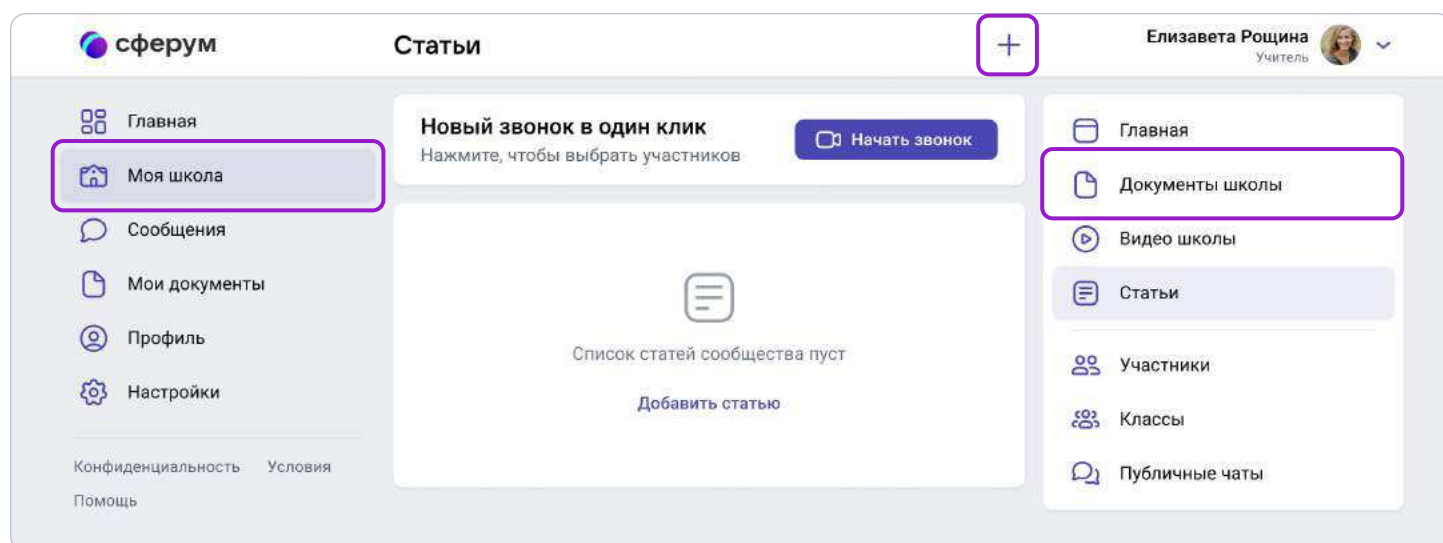 сферум
Статьи
Елизавета Рощина
Учитель
Главная
Моя школа
Сообщения
Мои документы
Профиль
Настройки
Конфиденциальность Условия
Помощь
Новый звонок в один клик
Нажмите, чтобы выбрать участников
Начать звонок
Список статей сообщества пуст
Добавить статью
Главная
Документы школы
Видео школы
Статьи
Участники
Классы
Публичные чаты